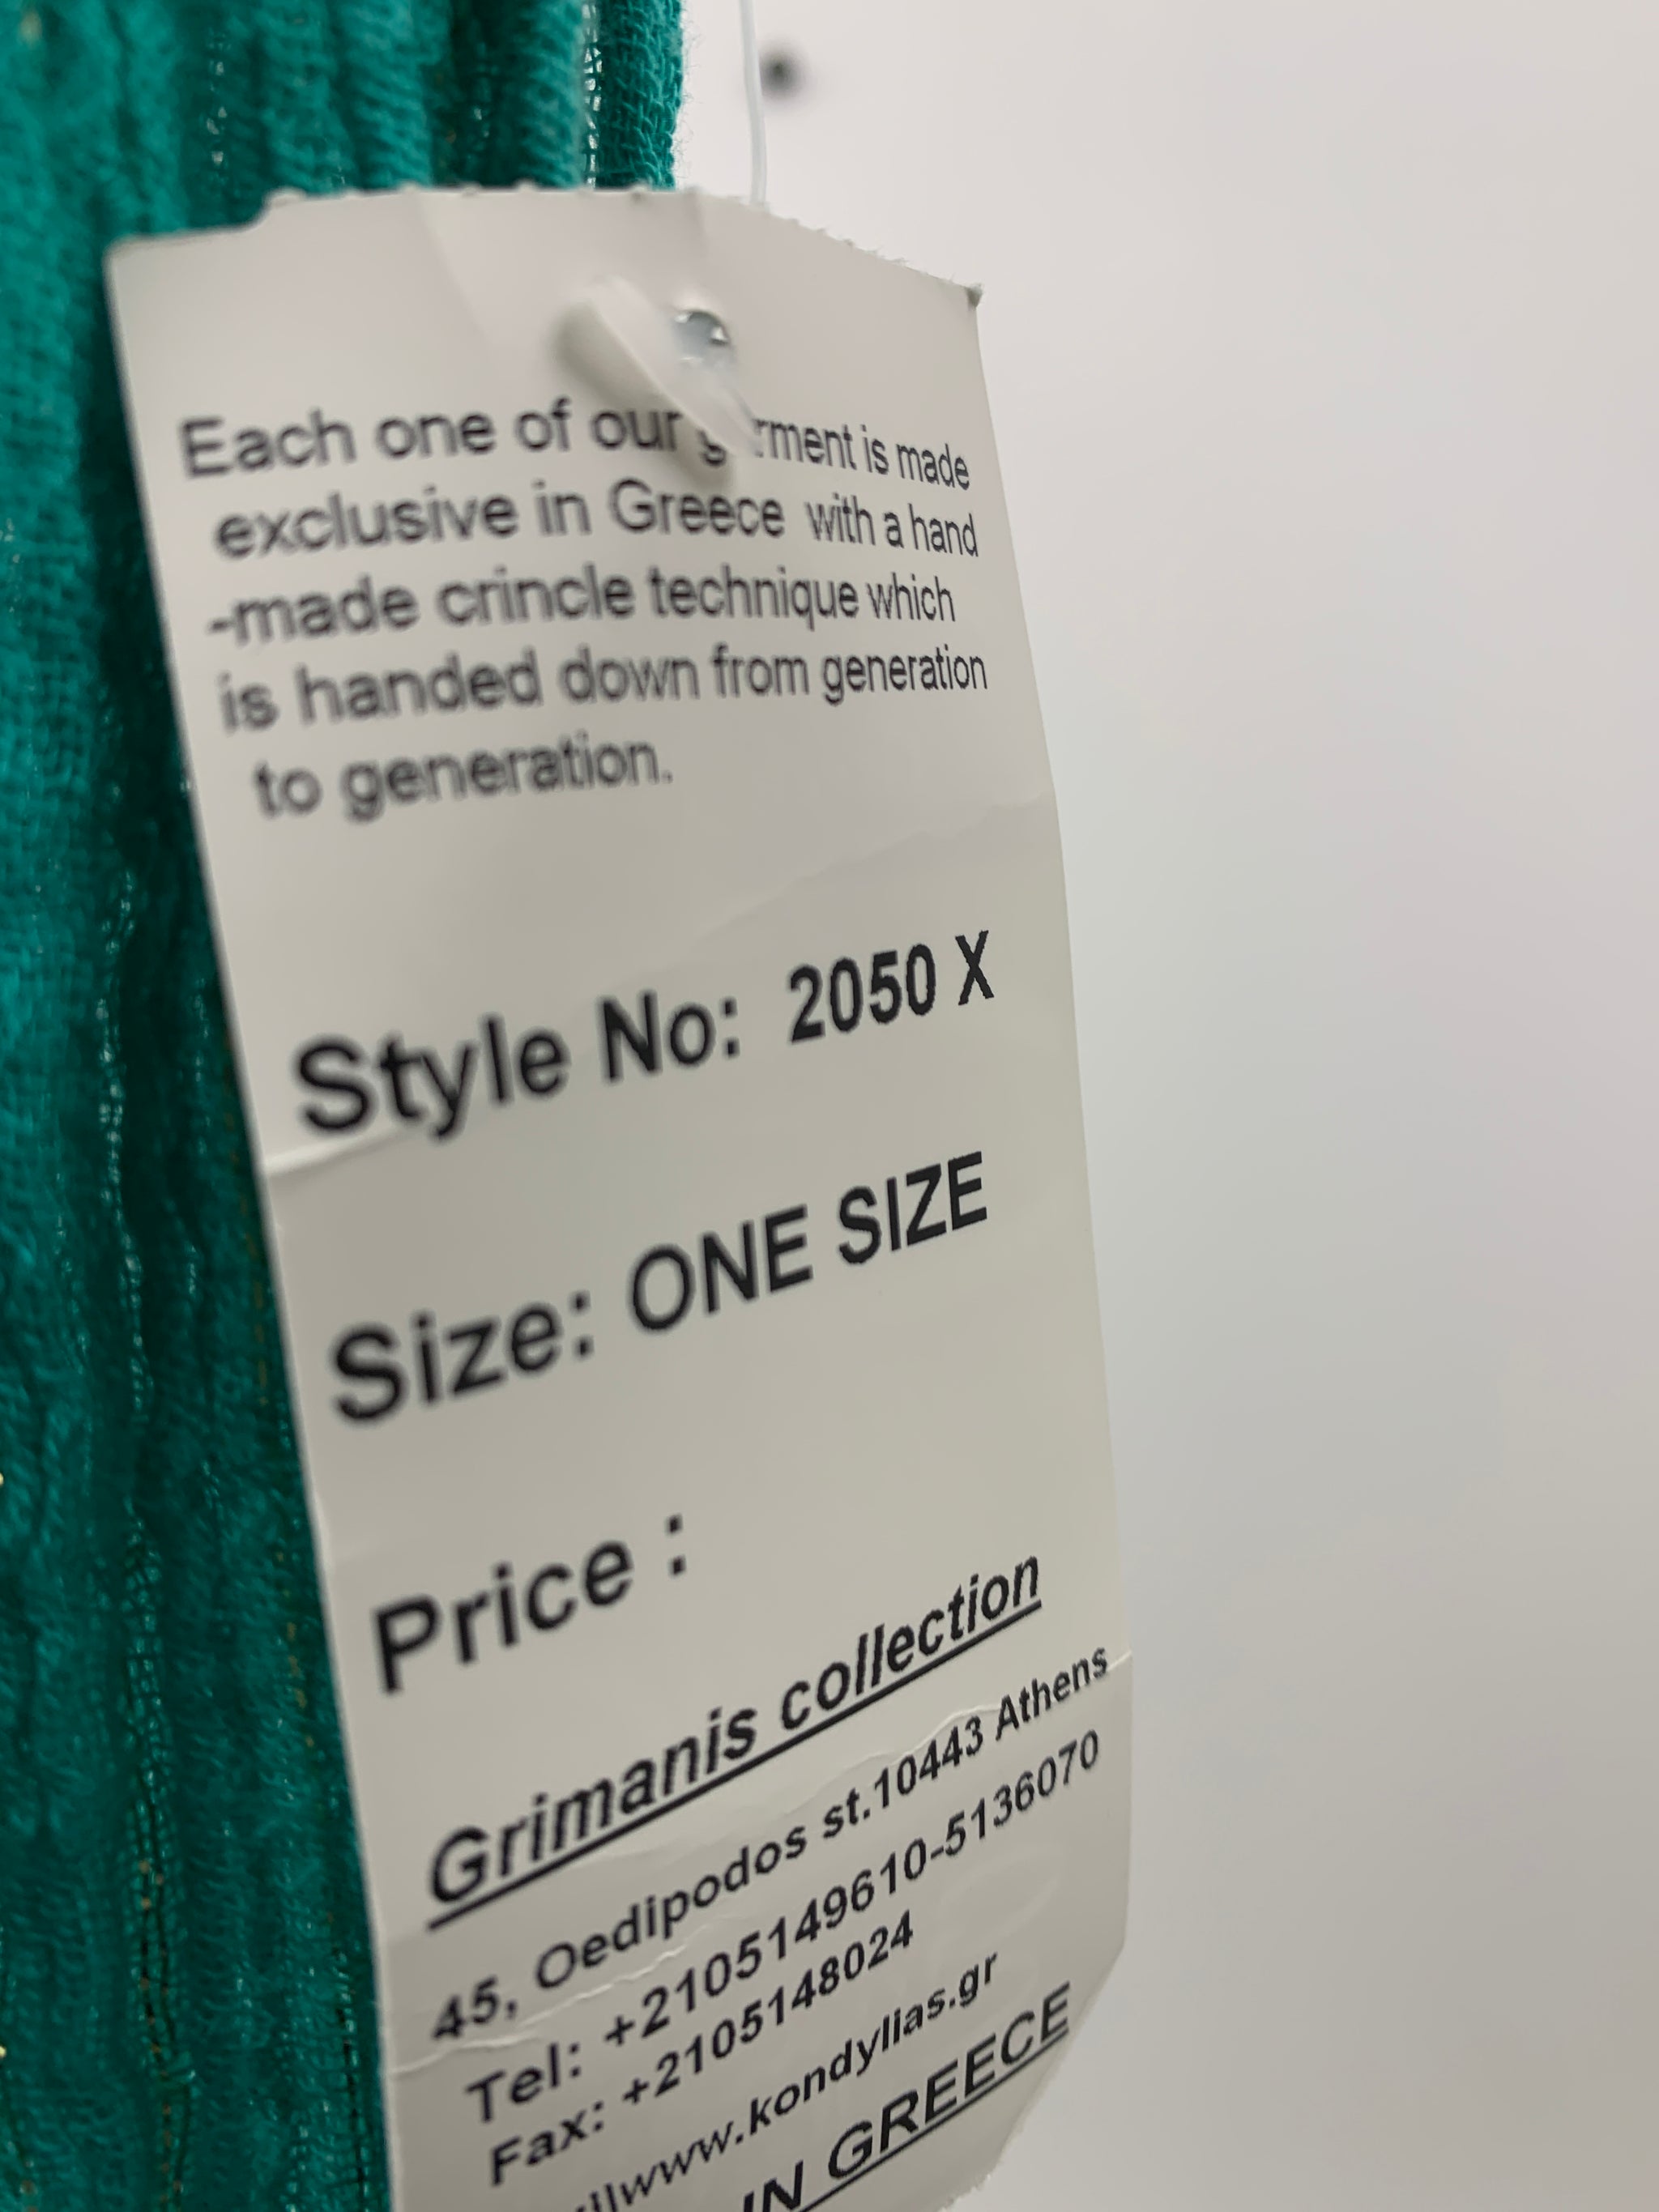 Each one of our is made
exclusive in Greece with a hand
-made crincle technique which
is handed down from generation
to generation.
Style No: 2050 X
Size: ONE SIZE
Price :
Grimanis collection
45, Oedipodos st.10443 Athens
Tel: +2105149610-5136070
Fax: +2105148024
www.kondylias.gr
IN GREECE